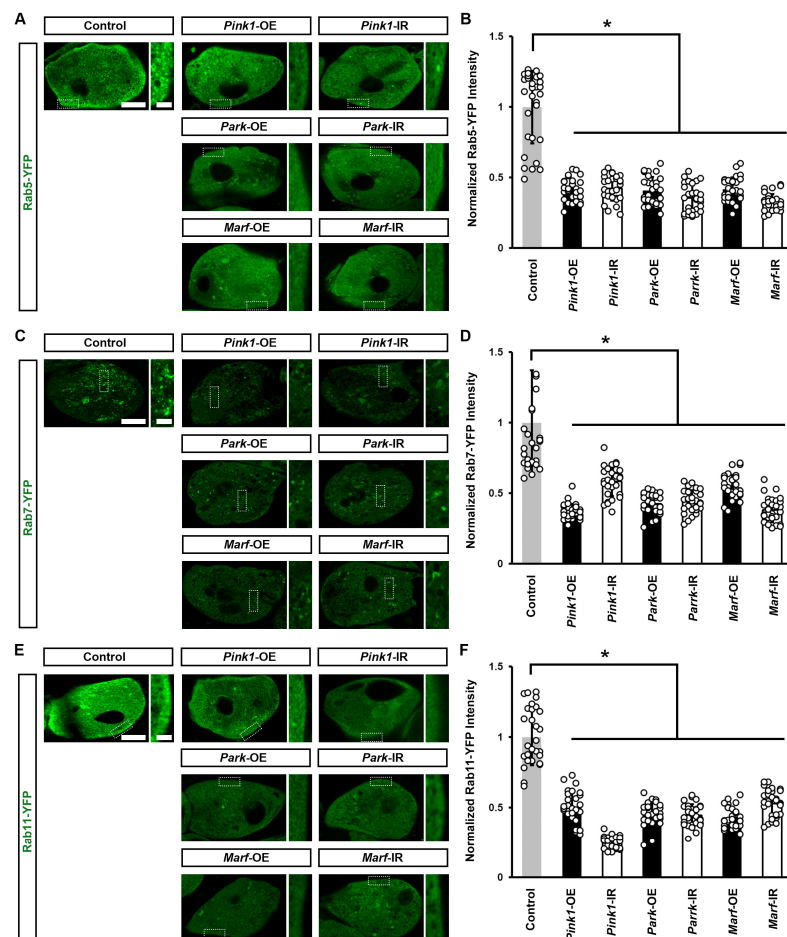 A
Control
Pink1-OE
Pink1-IR
Rab5-YFP
Park-OE
Park-IR
Marf-OE
Marf-IR
B
*
Normalized Rab5-YFP Intensity
1.5
1
0.5
0
Control
Pink1-OE
Pink1-IR
Park-OE
Parrk-IR
Marf-OE
Marf-IR
C
Control
Pink1-OE
Pink1-IR
Rab7-YFP
Park-OE
Park-IR
Marf-OE
Marf-IR
D
*
Normalized Rab7-YFP Intensity
1.5
1
0.5
0
Control
Pink1-OE
Pink1-IR
Park-OE
Parrk-IR
Marf-OE
Marf-IR
E
Control
Pink1-OE
Pink1-IR
Rab11-YFP
Park-OE
Park-IR
Marf-OE
Marf-IR
F
*
Normalized Rab11-YFP Intensity
1.5
1
0.5
0
Control
Pink1-OE
Pink1-IR
Park-OE
Parrk-IR
Marf-OE
Marf-IR